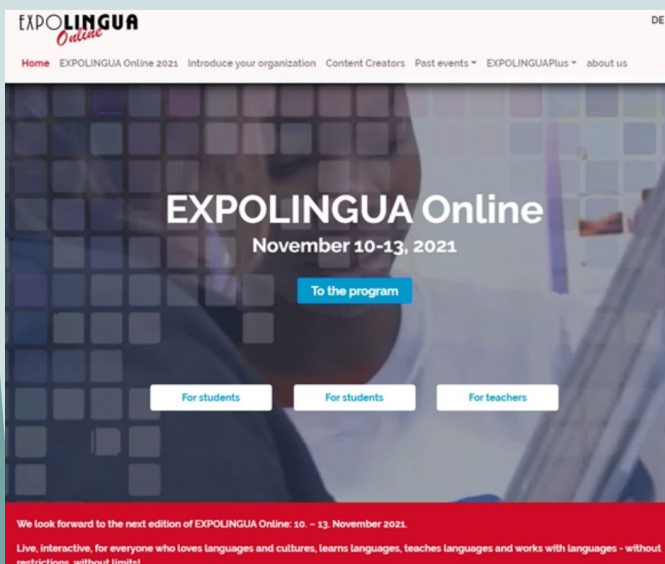 EXPOLINGUA
Online
DE
Home EXPOLINGUA Online 2021 Introduce your organization Content Creators Past events EXPOLINGUAPlus about us
EXPOLINGUA Online
November 10-13, 2021
To the program
For students For students For teachers
We look forward to the next edition of EXPOLINGUA Online: 10. – 13. November 2021.
Live, interactive, for everyone who loves languages and cultures, learns languages, teaches languages and works with languages - without
restrictions, without limits!